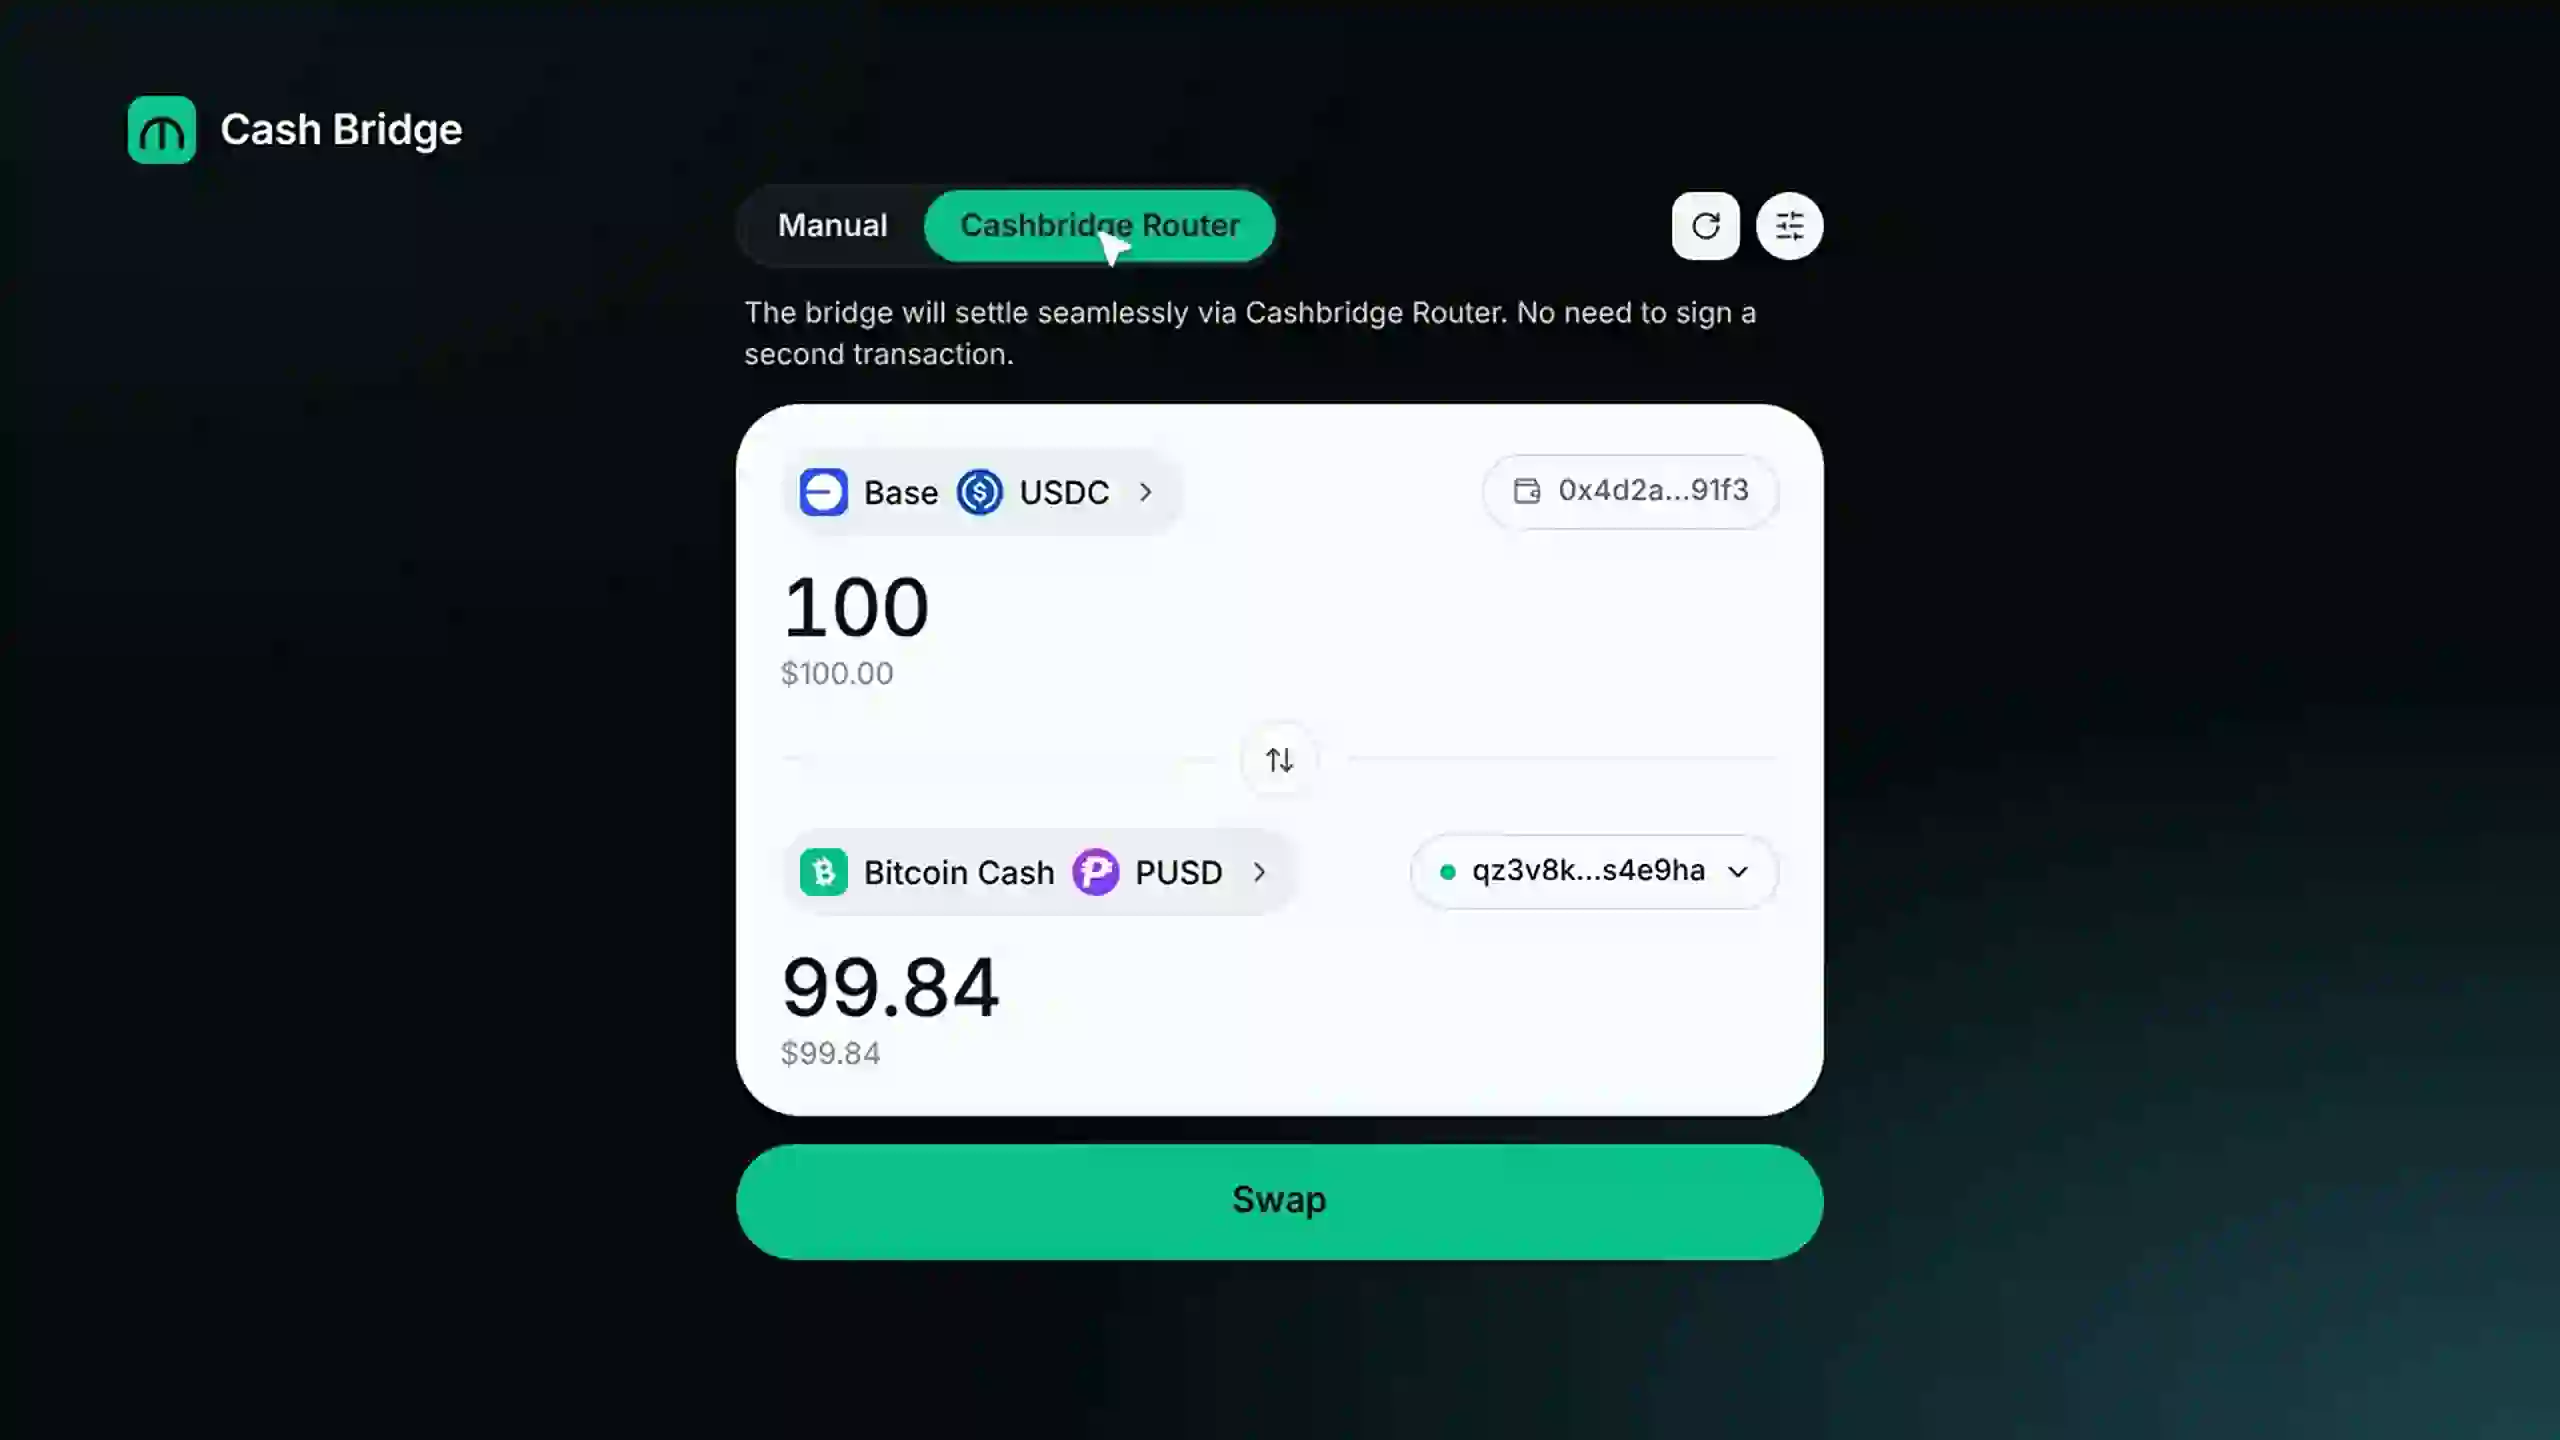 Cash Bridge
Manual
Cashbridge Router
The bridge will settle seamlessly via Cashbridge Router. No need to sign a
second transaction.
Base USDC
0x4d2a...91f3
100
$100.00
Bitcoin Cash PUSD
qz3v8k...s4e9ha
99.84
$99.84
Swap